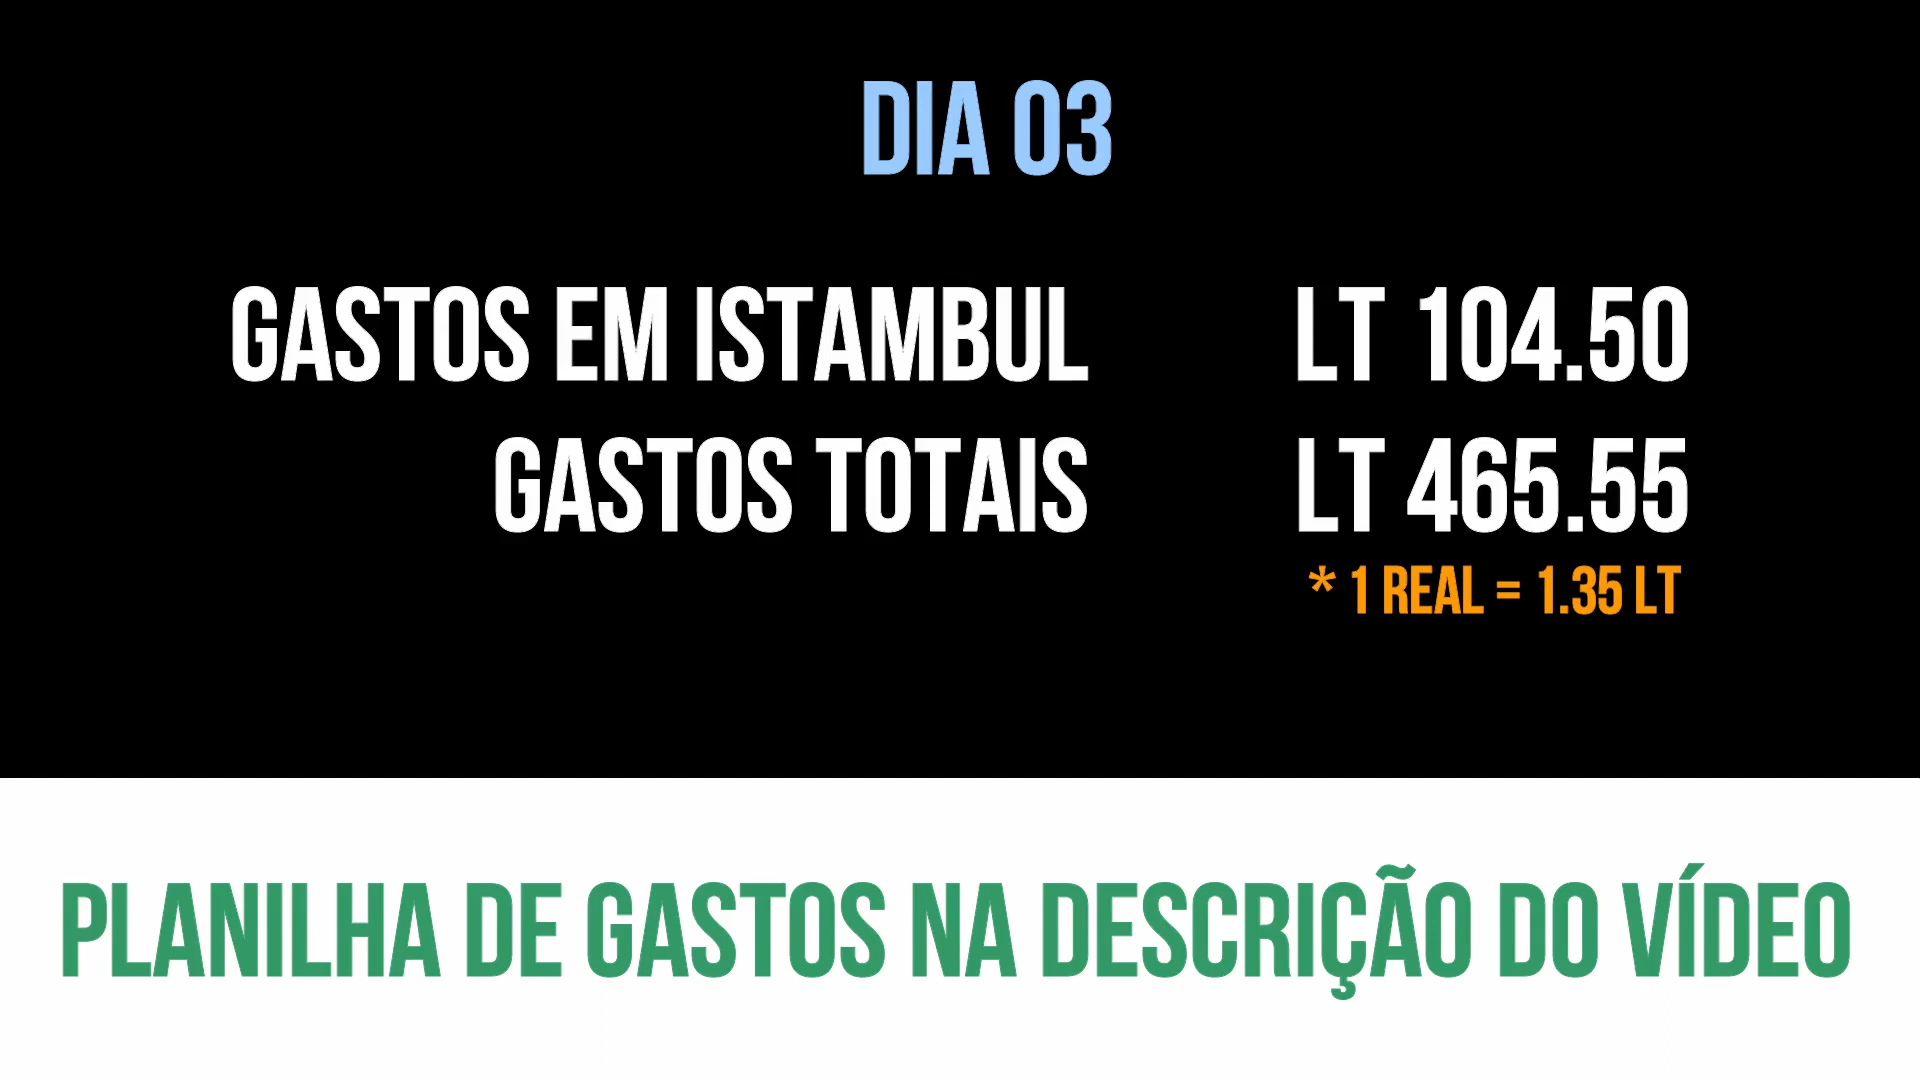 DIA 03
GASTOS EM ISTAMBUL LT 104.50
GASTOS TOTAIS LT 465.55
* 1 REAL = 1.35 LT
PLANILHA DE GASTOS NA DESCRIÇÃO DO VÍDEO